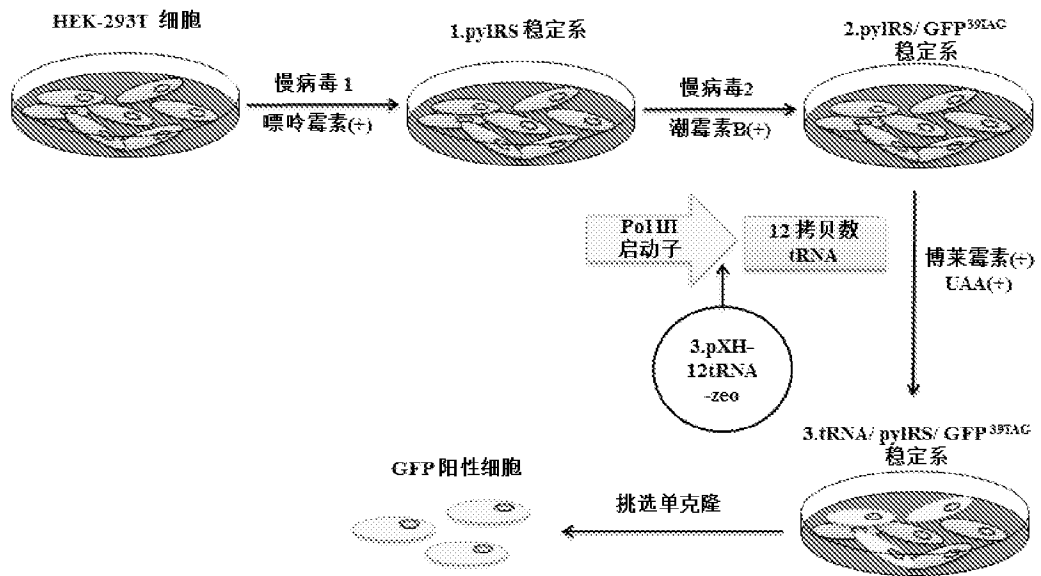 HEK-293T 细胞
1.pylRS 稳定系
2.pylRS/ GFP39TAG
稳定系
慢病毒 1
嘌呤霉素(+)
慢病毒2
潮霉素B(+)
Pol III
启动子
12 拷贝数
tRNA
博莱霉素(+)
UAA(+)
3.pXH-
12tRNA
-zeo
3.tRNA/ pylRS/ GFP39TAG
稳定系
GFP 阳性细胞
挑选单克隆